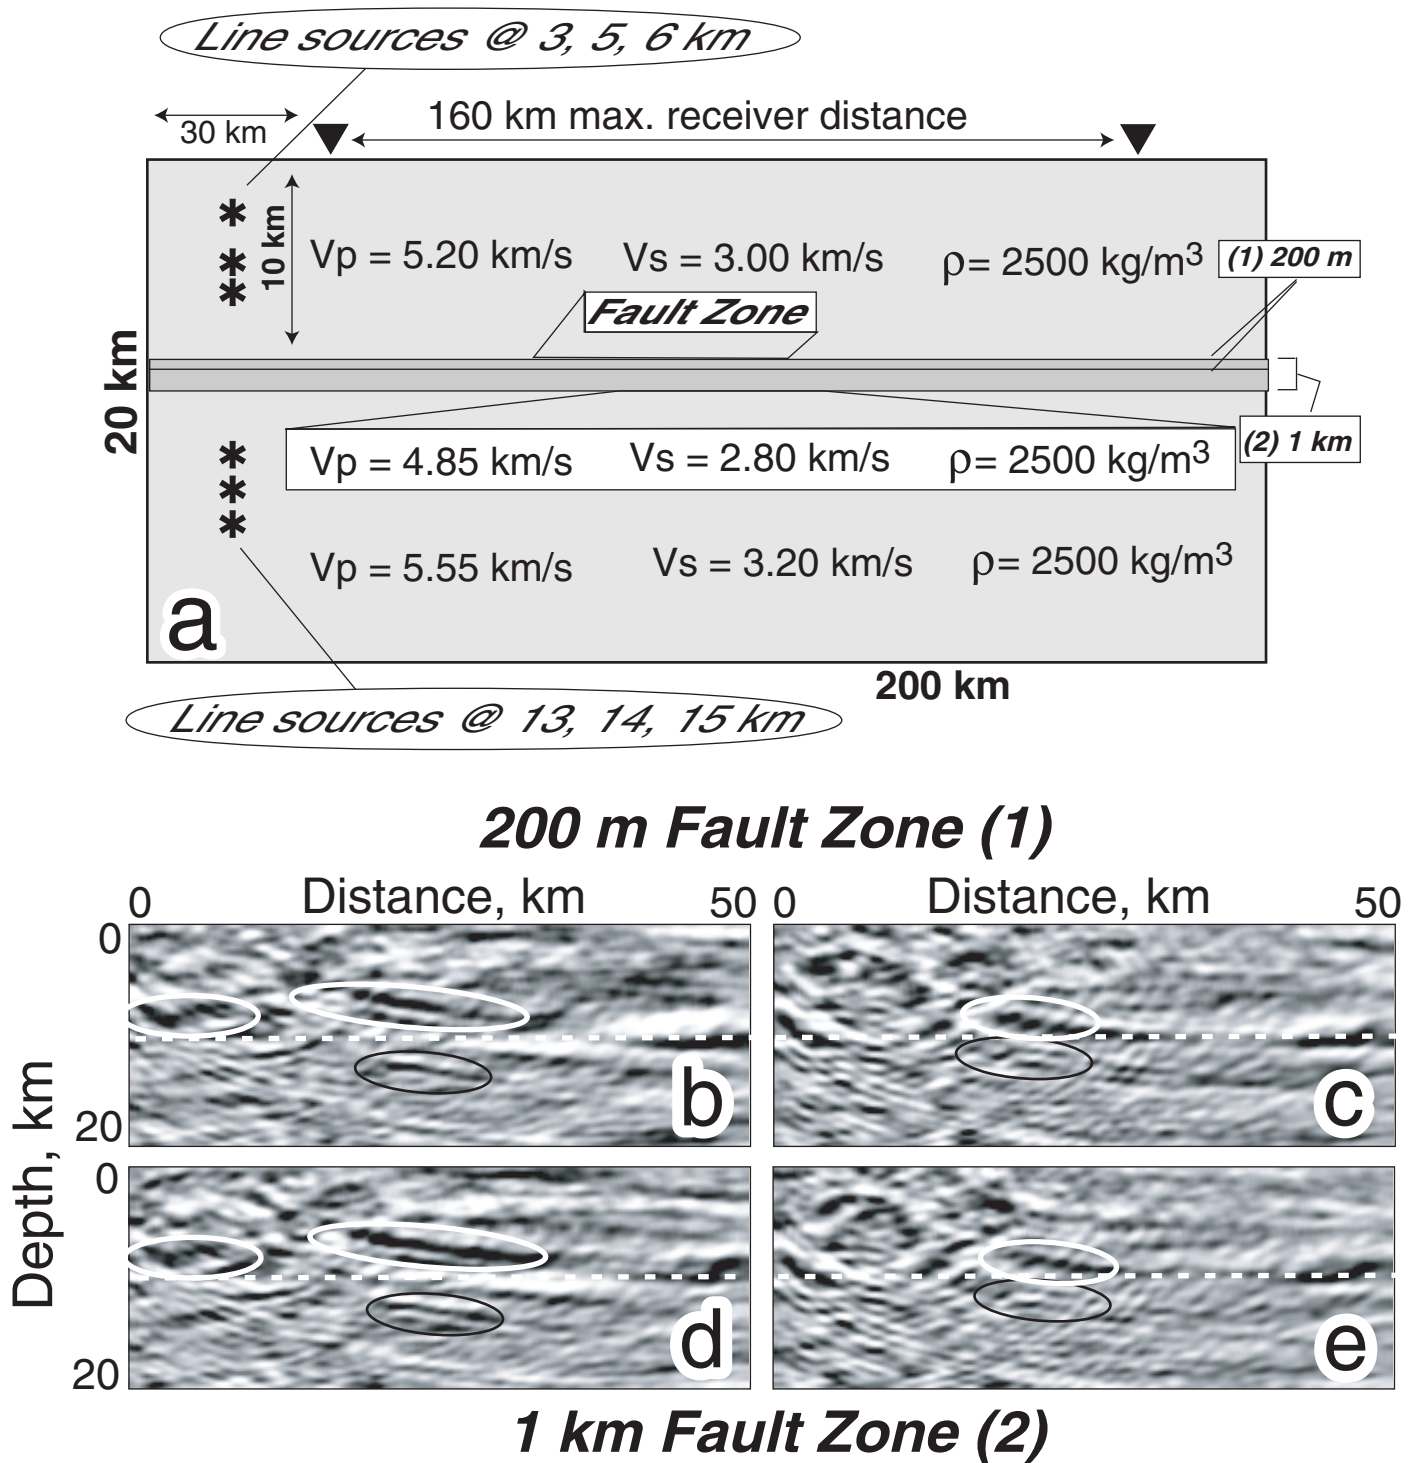 Line sources @ 3, 5, 6 km
30 km
160 km max. receiver distance
10 km
Vp = 5.20 km/s Vs = 3.00 km/s ρ= 2500 kg/m3
(1) 200 m
Fault Zone
20 km
Vp = 4.85 km/s Vs = 2.80 km/s ρ= 2500 kg/m3
(2) 1 km
Vp = 5.55 km/s Vs = 3.20 km/s ρ= 2500 kg/m3
a
200 km
Line sources @ 13, 14, 15 km
200 m Fault Zone (1)
0 Distance, km 50 0 Distance, km 50
0
b
c
20
Depth, km
0
d
e
20
1 km Fault Zone (2)